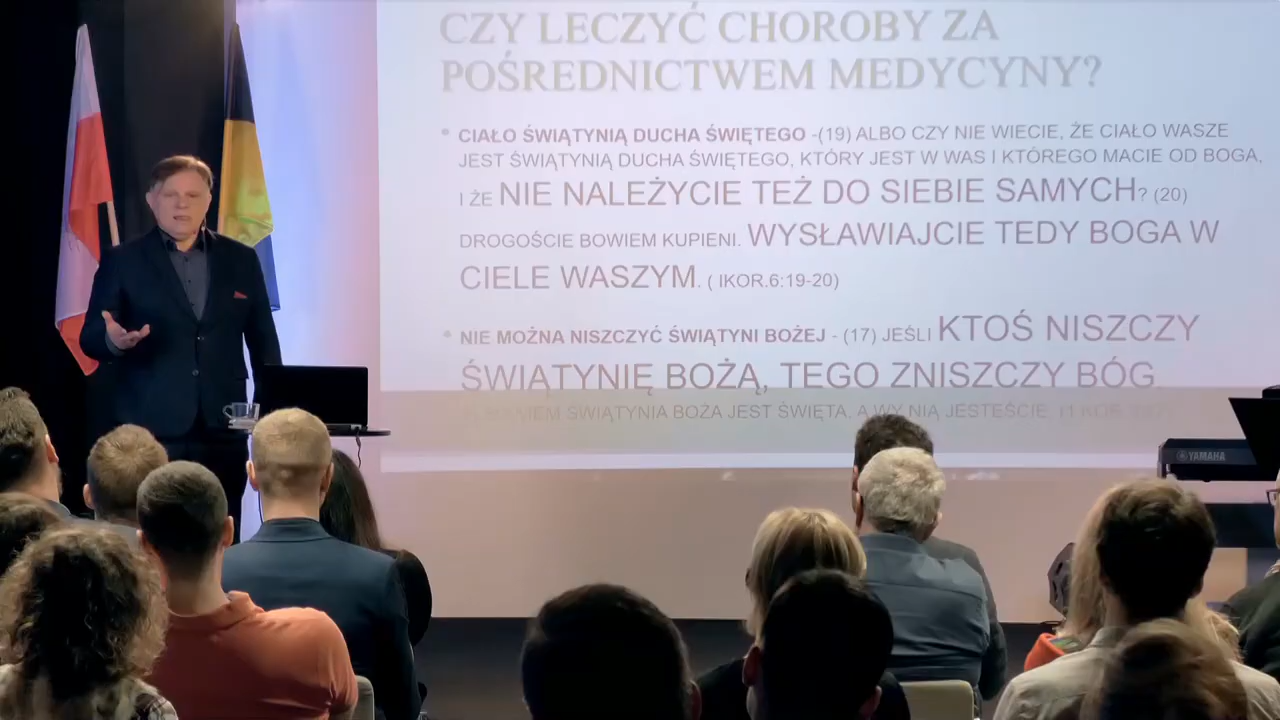 CZY LECZYĆ CHOROBY ZA
POŚREDNICTWEM MEDYCYNY?
• CIAŁO ŚWIĄTYNIĄ DUCHA ŚWIĘTEGO -(19) ALBO CZY NIE WIECIE, ŻE CIAŁO WASZE
JEST ŚWIĄTYNIĄ DUCHA ŚWIĘTEGO, KTÓRY JEST W WAS I KTÓREGO MACIE OD BOGA,
I ŻE NIE NALEŻYCIE TEŻ DO SIEBIE SAMYCH? (20)
DROGOŚCIE BOWIEM KUPIENI. WYSŁAWIAJCIE TEDY BOGA W
CIELE WASZYM. ( IKOR.6:19-20)
• NIE MOŻNA NISZCZYĆ ŚWIĄTYNI BOŻEJ - (17) JEŚLI KTOŚ NISZCZY
ŚWIĄTYNIĘ BOŻĄ, TEGO ZNISZCZY BÓG,
ALBOWIEM ŚWIĄTYNIA BOŻA JEST ŚWIĘTA, A WY NIĄ JESTEŚCIE. (1 KOR.
YAMAHA